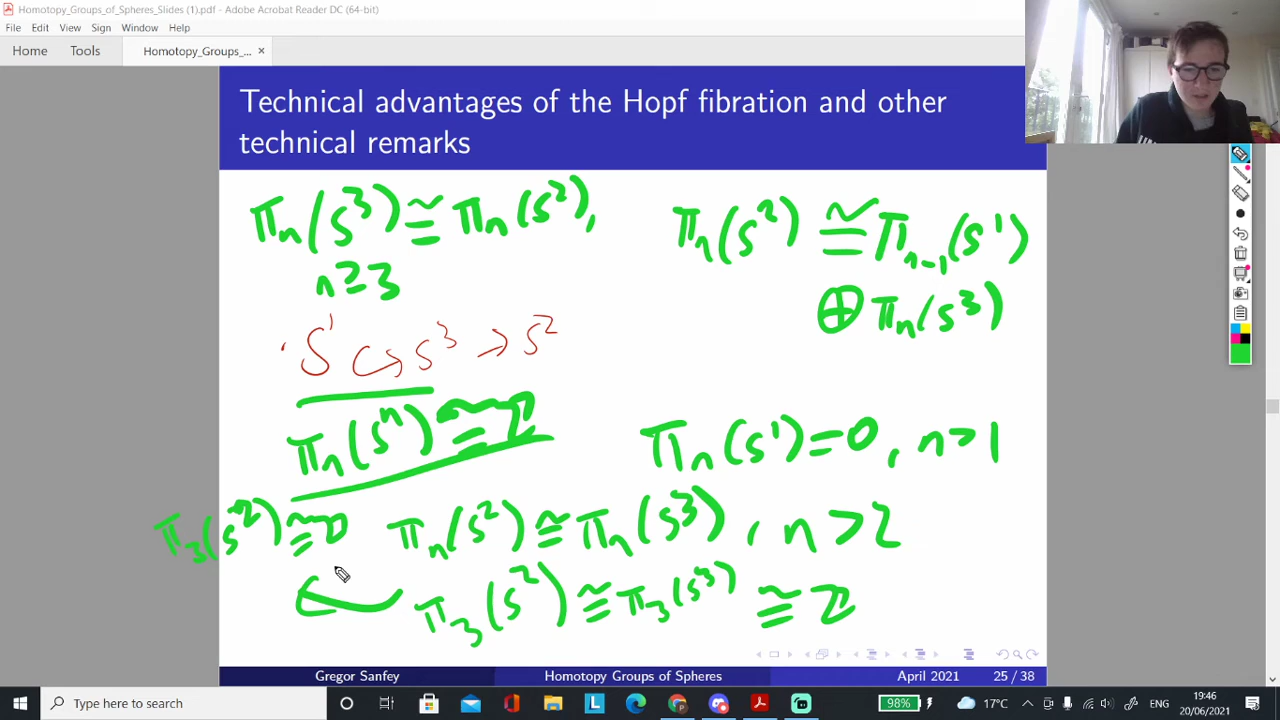 Homotopy_Groups_of_Spheres_Slides (1).pdf - Adobe Acrobat Reader DC (64-bit)
File Edit View Sign Window Help
Home Tools Homotopy_Groups_... ×
Technical advantages of the Hopf fibration and other
technical remarks
πn(S³) ≅ πn(S²),
n≥3
πn(S²) ≅ πn-1(S¹)
⊕ πn(S³)
· S¹ ↪ S³ → S²
πn(Sⁿ) ≅ ℤ
πn(S¹)=0, n>1
πn(S²) ≅ πn(S³), n>2
π3(S²) ≅ π3(S³) ≅ ℤ
Gregor Sanfey Homotopy Groups of Spheres April 2021 25 / 38
Type here to search
98% 17°C ENG 19:46
20/06/2021